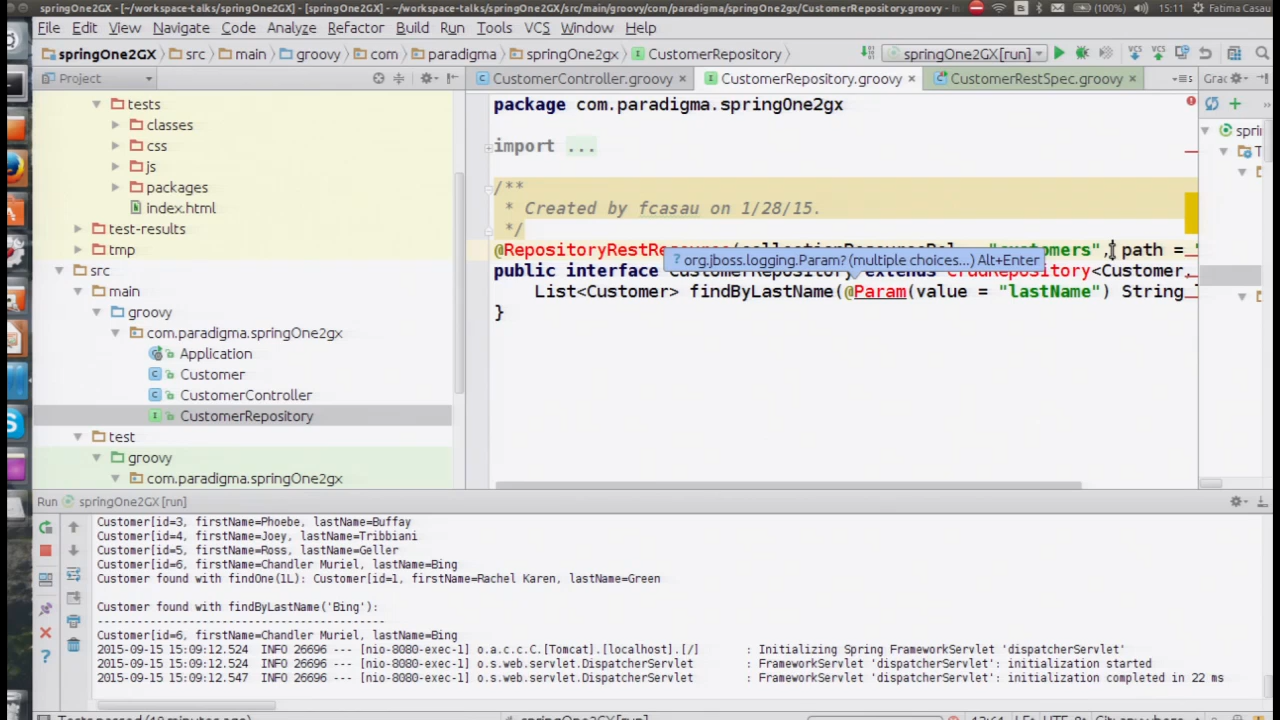 springOne2GX - [~/workspace-talks/springOne2GX] - [springOne2GX] - ~/workspace-talks/springOne2GX/src/main/groovy/com/paradigma/springOne2gx/CustomerRepository.groovy - In
(100%) 15:11 Fatima Casau
File Edit View Navigate Code Analyze Refactor Build Run Tools VCS Window Help
springOne2GX src main groovy com paradigma springOne2gx CustomerRepository springOne2GX[run]
Project CustomerController.groovy CustomerRepository.groovy CustomerRestSpec.groovy Grac
tests
classes
css
js
packages
index.html
test-results
tmp
src
main
groovy
com.paradigma.springOne2gx
Application
Customer
CustomerController
CustomerRepository
test
groovy
com.paradigma.springOne2gx
package com.paradigma.springOne2gx
import ...
/**
* Created by fcasau on 1/28/15.
*/
@RepositoryRestResource(collectionResourceRel = "customers", path = "
? org.jboss.logging.Param? (multiple choices...) Alt+Enter
public interface CustomerRepository extends CrudRepository<Customer,
List<Customer> findByLastName(@Param(value = "lastName") String
}
spri
Run springOne2GX [run]
Customer[id=3, firstName=Phoebe, lastName=Buffay
Customer[id=4, firstName=Joey, lastName=Tribbiani
Customer[id=5, firstName=Ross, lastName=Geller
Customer[id=6, firstName=Chandler Muriel, lastName=Bing
Customer found with findOne(1L): Customer[id=1, firstName=Rachel Karen, lastName=Green
Customer found with findByLastName('Bing'):
--------------------------------------------
Customer[id=6, firstName=Chandler Muriel, lastName=Bing
2015-09-15 15:09:12.524 INFO 26696 --- [nio-8080-exec-1] o.a.c.c.C.[Tomcat].[localhost].[/] : Initializing Spring FrameworkServlet 'dispatcherServlet'
2015-09-15 15:09:12.524 INFO 26696 --- [nio-8080-exec-1] o.s.web.servlet.DispatcherServlet : FrameworkServlet 'dispatcherServlet': initialization started
2015-09-15 15:09:12.547 INFO 26696 --- [nio-8080-exec-1] o.s.web.servlet.DispatcherServlet : FrameworkServlet 'dispatcherServlet': initialization completed in 22 ms